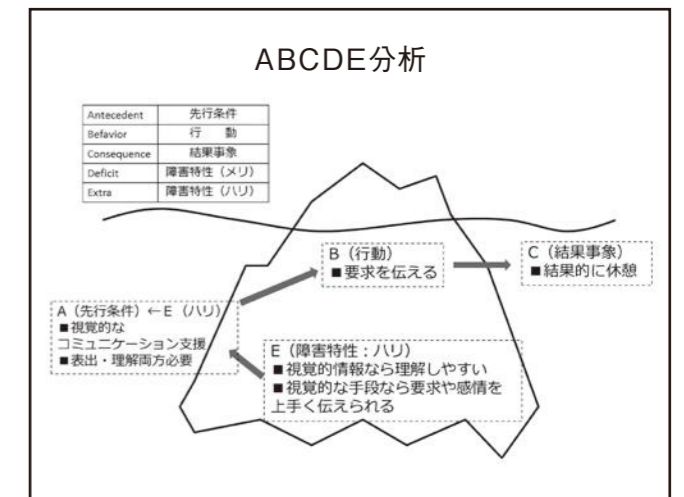 ABCDE分析
Antecedent 先行条件
Befavior 行　動
Consequence 結果事象
Deficit 障害特性（メリ）
Extra 障害特性（ハリ）
B（行動）
■要求を伝える
C（結果事象）
■結果的に休憩
A（先行条件）←E（ハリ）
■視覚的な
コミュニケーション支援
■表出・理解両方必要
E（障害特性：ハリ）
■視覚的情報なら理解しやすい
■視覚的な手段なら要求や感情を
上手く伝えられる